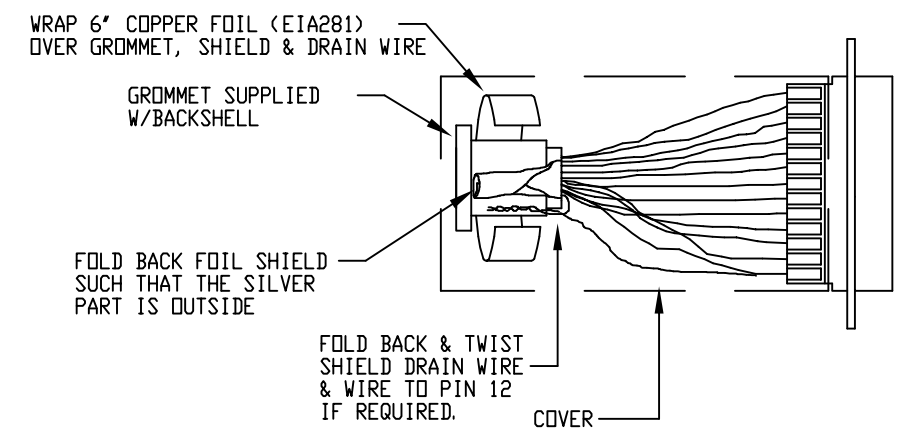 WRAP 6" COPPER FOIL (EIA281)
OVER GROMMET, SHIELD & DRAIN WIRE
GROMMET SUPPLIED
W/BACKSHELL
FOLD BACK FOIL SHIELD
SUCH THAT THE SILVER
PART IS OUTSIDE
FOLD BACK & TWIST
SHIELD DRAIN WIRE
& WIRE TO PIN 12
IF REQUIRED.
COVER